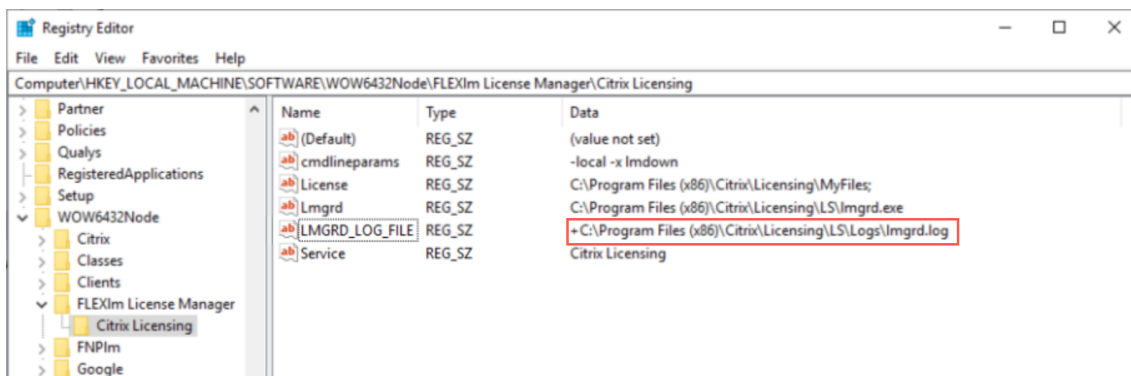 Registry Editor
File Edit View Favorites Help
Computer\HKEY_LOCAL_MACHINE\SOFTWARE\WOW6432Node\FLEXlm License Manager\Citrix Licensing
Partner
Policies
Qualys
RegisteredApplications
Setup
WOW6432Node
Citrix
Classes
Clients
FLEXlm License Manager
Citrix Licensing
FNPlm
Google
Name Type Data
(Default) REG_SZ (value not set)
cmdlineparams REG_SZ -local -x lmdown
License REG_SZ C:\Program Files (x86)\Citrix\Licensing\MyFiles;
Lmgrd REG_SZ C:\Program Files (x86)\Citrix\Licensing\LS\lmgrd.exe
LMGRD_LOG_FILE REG_SZ +C:\Program Files (x86)\Citrix\Licensing\LS\Logs\lmgrd.log
Service REG_SZ Citrix Licensing